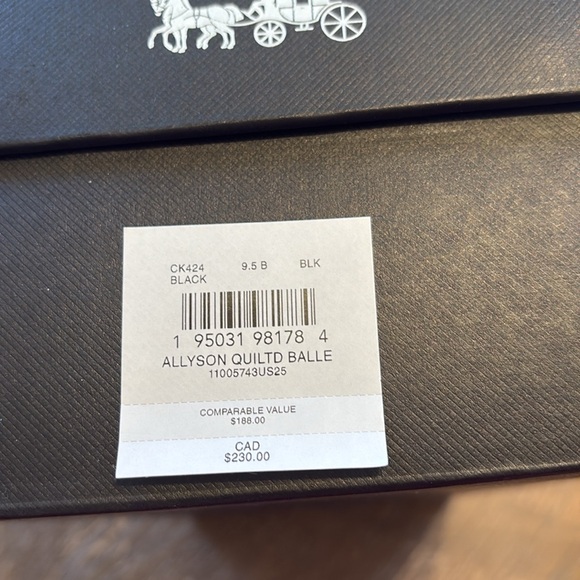 CK424 9.5 B BLK
BLACK
1 95031 98178 4
ALLYSON QUILTD BALLE
11005743US25
COMPARABLE VALUE
$188.00
CAD
$230.00